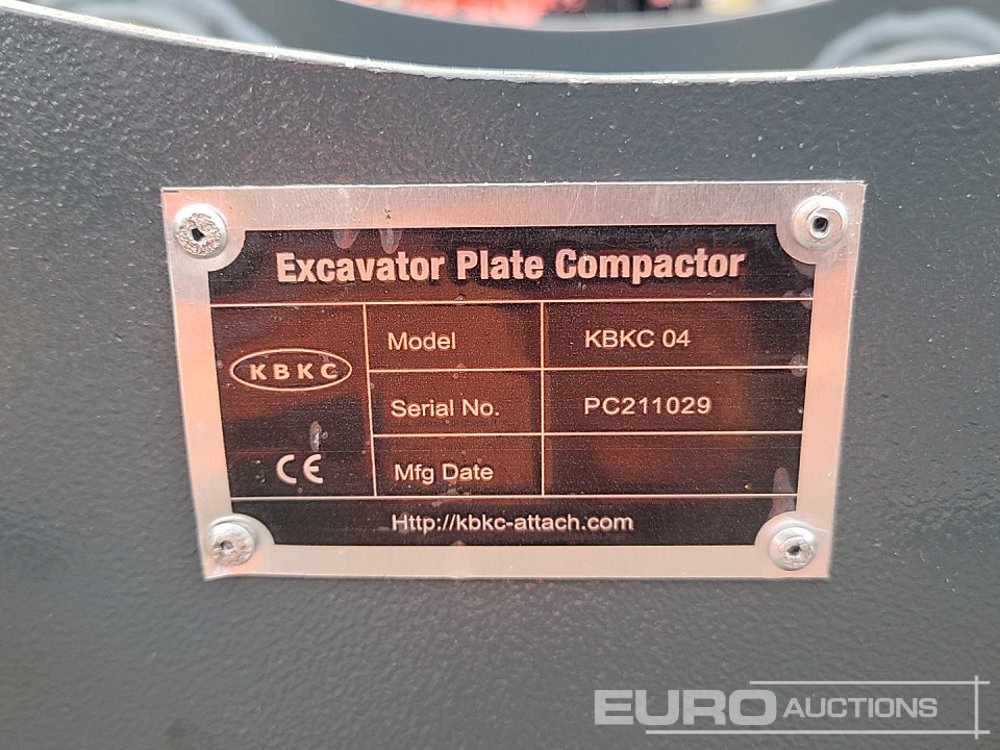 Excavator Plate Compactor
KBKC
CE
Model KBKC 04
Serial No. PC211029
Mfg Date
Http://kbkc-attach.com
EURO AUCTIONS